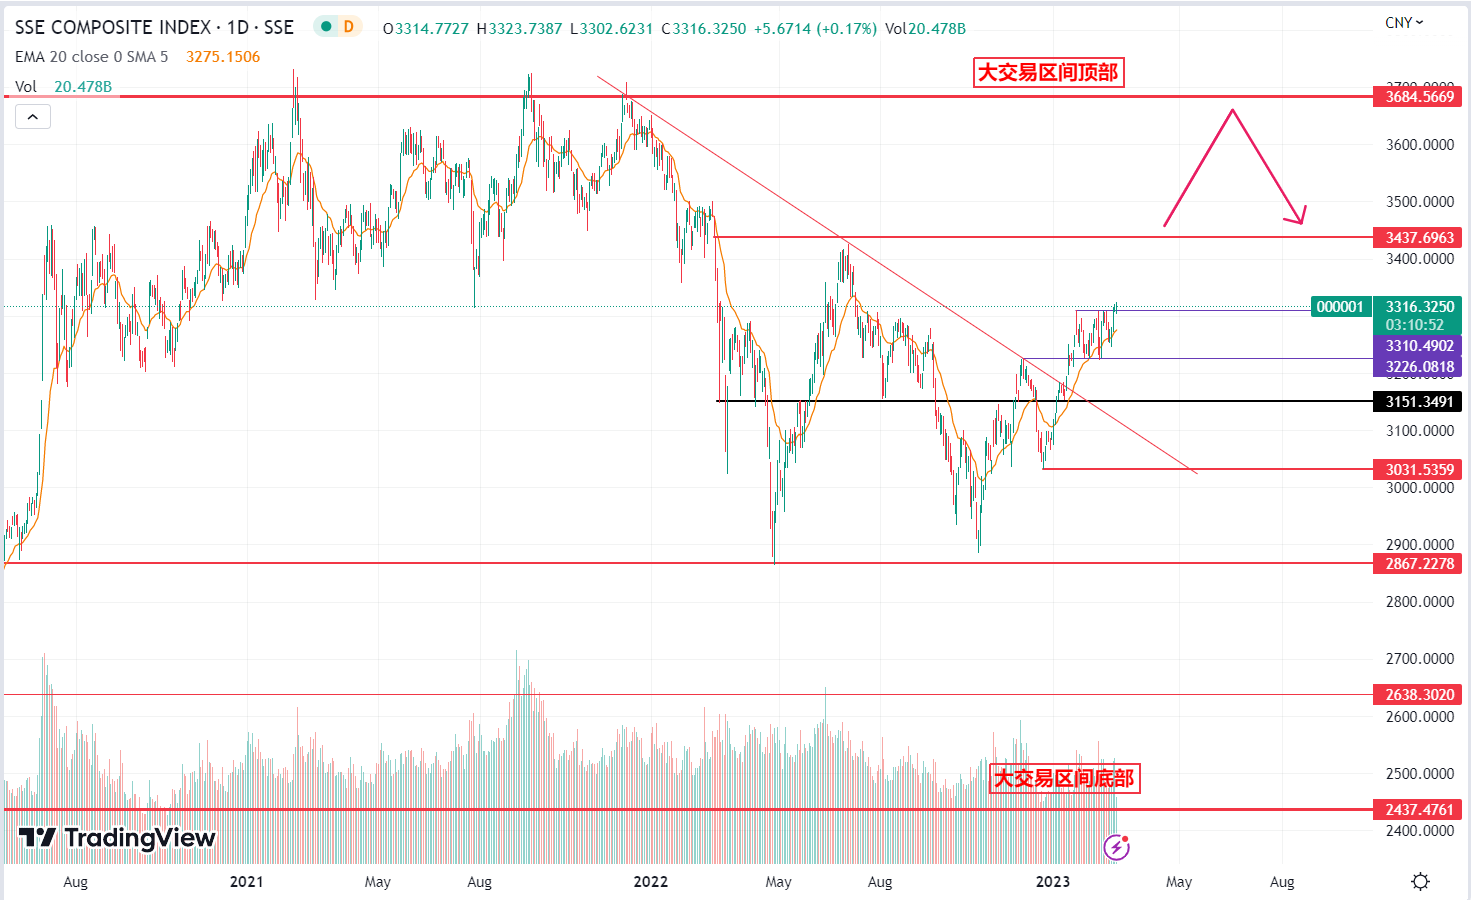 SSE COMPOSITE INDEX · 1D · SSE D O3314.7727 H3323.7387 L3302.6231 C3316.3250 +5.6714 (+0.17%) Vol20.478B
CNY
EMA 20 close 0 SMA 5 3275.1506
Vol 20.478B
大交易区间顶部
3684.5669
3600.0000
3500.0000
3437.6963
3400.0000
000001 3316.3250
03:10:52
3310.4902
3226.0818
3151.3491
3100.0000
3031.5359
3000.0000
2900.0000
2867.2278
2800.0000
2700.0000
2638.3020
2600.0000
大交易区间底部
2500.0000
2437.4761
2400.0000
TradingView
Aug 2021 May Aug 2022 May Aug 2023 May Aug